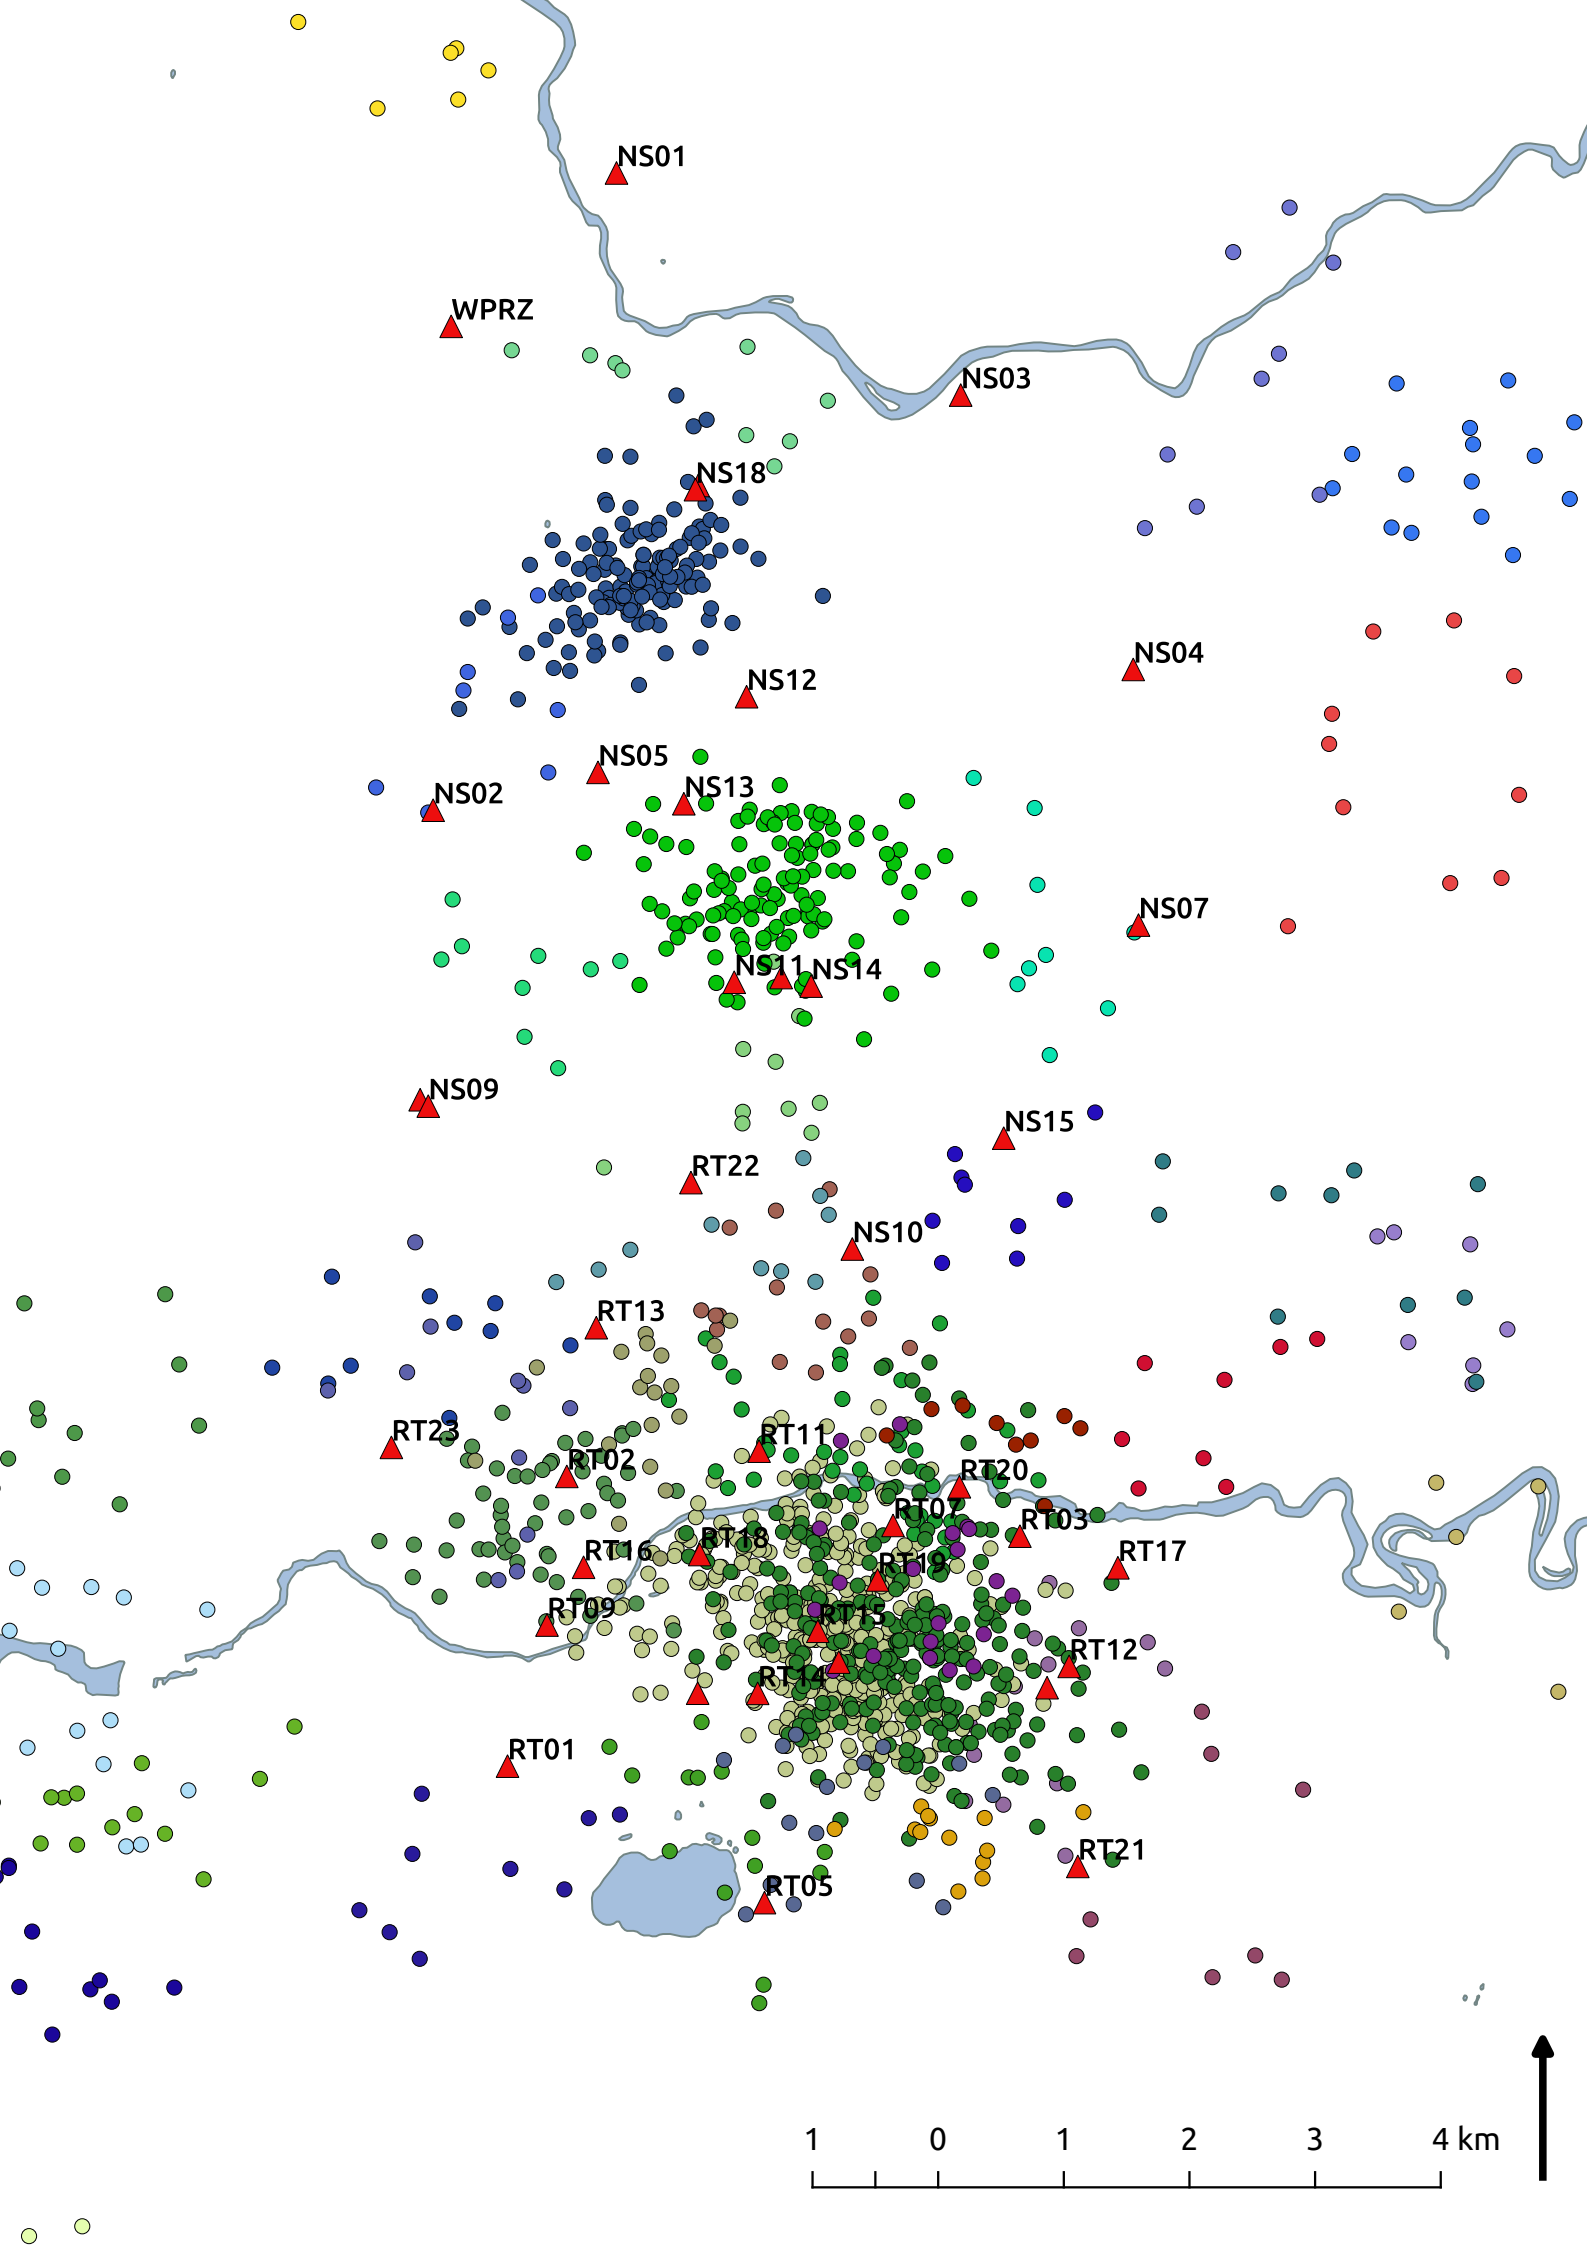 NS01
WPRZ
NS03
NS18
NS04
NS12
NS05
NS13
NS02
NS07
NS11
NS14
NS09
NS15
RT22
NS10
RT13
RT23
RT11
RT02
RT20
RT07
RT03
RT18
RT16
RT19
RT17
RT09
RT15
RT12
RT14
RT01
RT21
RT05
1 0 1 2 3 4 km